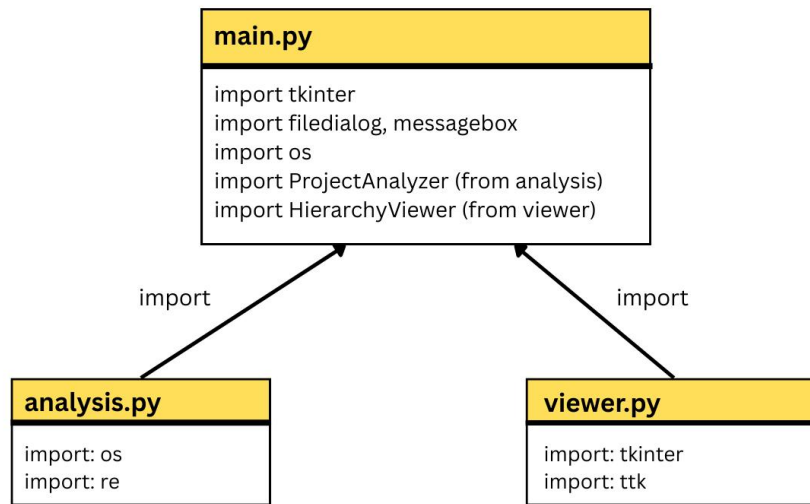 main.py
import tkinter
import filedialog, messagebox
import os
import ProjectAnalyzer (from analysis)
import HierarchyViewer (from viewer)
import
import
analysis.py
import: os
import: re
viewer.py
import: tkinter
import: ttk